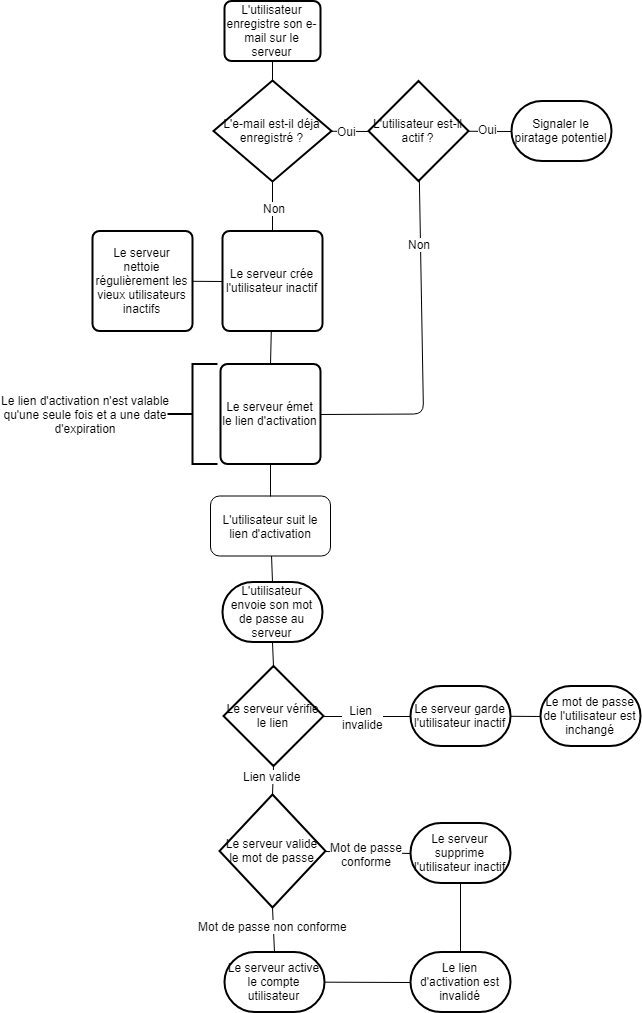 L'utilisateur
enregistre son e-
mail sur le
serveur
L'e-mail est-il déja
enregistré ?
Oui
L'utilisateur est-il
actif ?
Oui
Signaler le
piratage potentiel
Non
Non
Le serveur
nettoie
régulièrement les
vieux utilisateurs
inactifs
Le serveur crée
l'utilisateur inactif
Le lien d'activation n'est valable
qu'une seule fois et a une date
d'expiration
Le serveur émet
le lien d'activation
L'utilisateur suit le
lien d'activation
L'utilisateur
envoie son mot
de passe au
serveur
Le serveur vérifie
le lien
Lien
invalide
Le serveur garde
l'utilisateur inactif
Le mot de passe
de l'utilisateur est
inchangé
Lien valide
Le serveur valide
le mot de passe
Mot de passe
conforme
Le serveur
supprime
l'utilisateur inactif
Mot de passe non conforme
Le serveur active
le compte
utilisateur
Le lien
d'activation est
invalidé